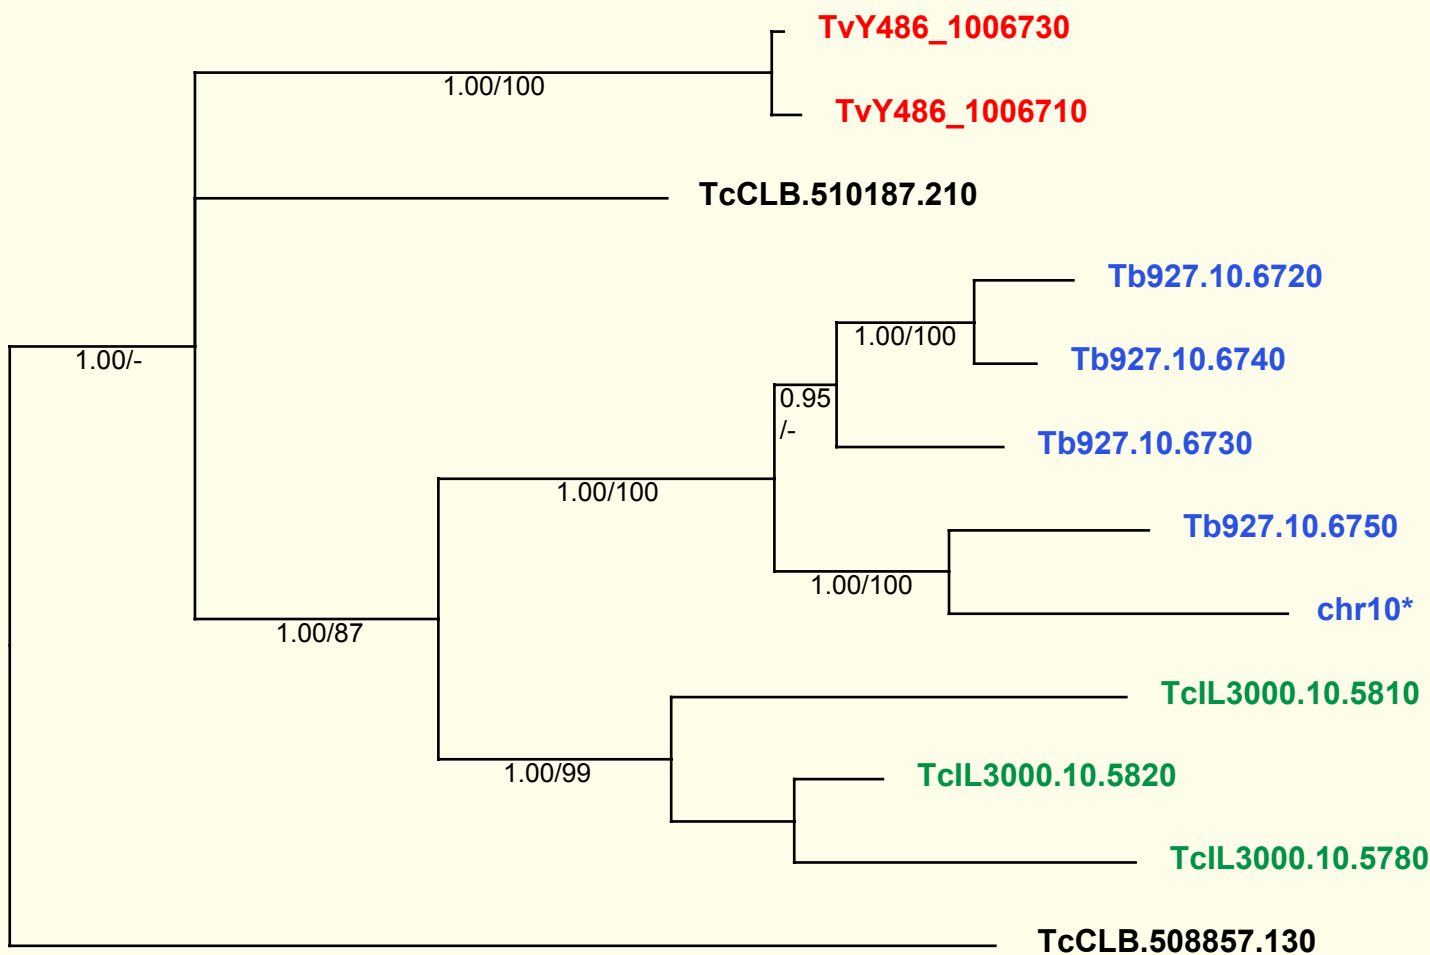 TvY486_1006730
1.00/100
TvY486_1006710
TcCLB.510187.210
Tb927.10.6720
1.00/100
1.00/-
Tb927.10.6740
0.95
/-
Tb927.10.6730
1.00/100
Tb927.10.6750
1.00/100
chr10*
1.00/87
TcIL3000.10.5810
1.00/99
TcIL3000.10.5820
TcIL3000.10.5780
TcCLB.508857.130